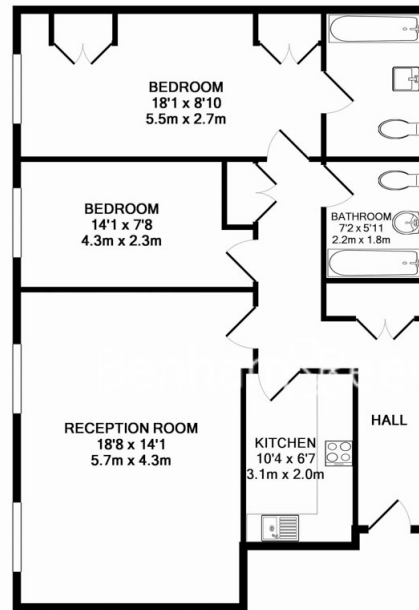 BEDROOM
18'1 x 8'10
5.5m x 2.7m
BEDROOM
14'1 x 7'8
4.3m x 2.3m
BATHROOM
7'2 x 5'11
2.2m x 1.8m
RECEPTION ROOM
18'8 x 14'1
5.7m x 4.3m
KITCHEN
10'4 x 6'7
3.1m x 2.0m
HALL